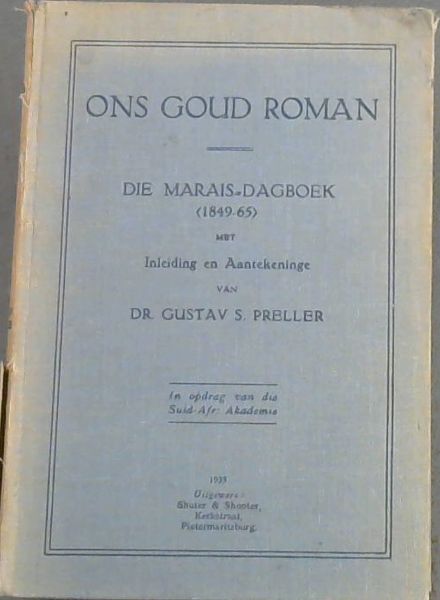 ONS GOUD ROMAN
DIE MARAIS-DAGBOEK
(1849-65)
MET
Inleiding en Aantekeninge
VAN
DR. GUSTAV S. PRELLER
In opdrag van die
Suid-Afr. Akademie
Uitgewers:
Shuter & Shooter,
Kerkstraat,
Pietermaritzburg.